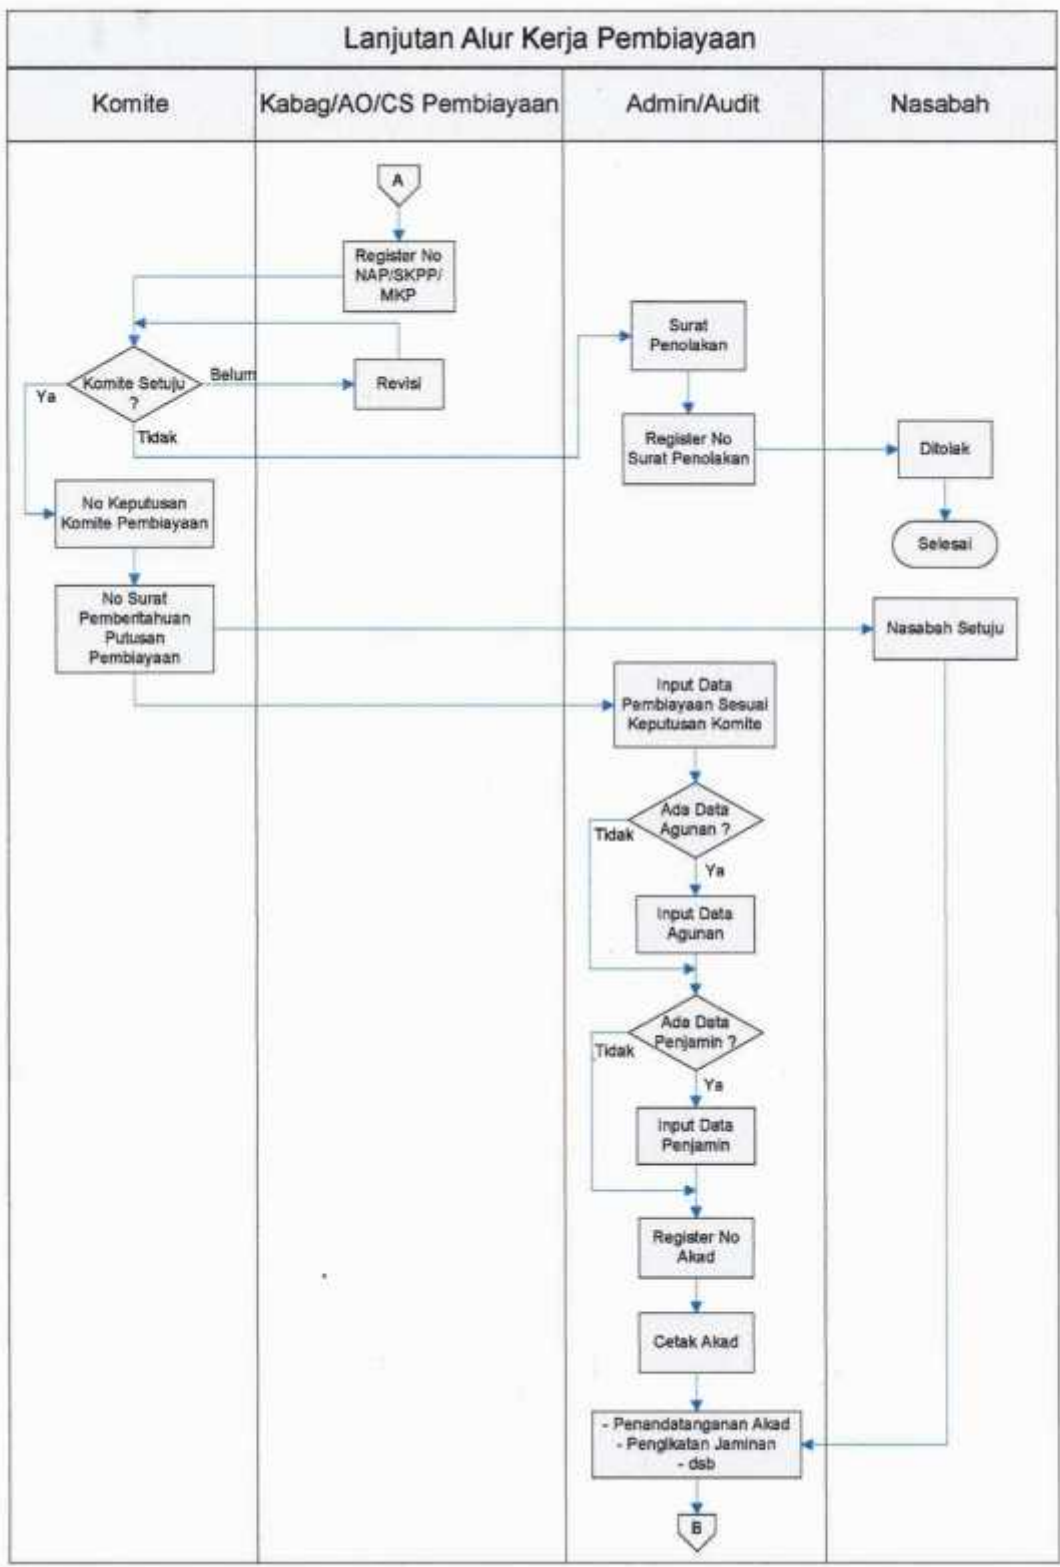 Lanjutan Alur Kerja Pembiayaan
Komite
Kabag/AO/CS Pembiayaan
Admin/Audit
Nasabah
A
Register No
NAP/SKPP/
MKP
Surat
Penolakan
Komite Setuju
?
Belum
Revisi
Ya
Tidak
Register No
Surat Penolakan
Ditolak
No Keputusan
Komite Pembiayaan
Selesai
No Surat
Pemberitahuan
Putusan
Pembiayaan
Nasabah Setuju
Input Data
Pembiayaan Sesuai
Keputusan Komite
Ada Data
Agunan ?
Tidak
Ya
Input Data
Agunan
Ada Data
Penjamin ?
Tidak
Ya
Input Data
Penjamin
Register No
Akad
Cetak Akad
- Penandatanganan Akad
- Pengikatan Jaminan
- dsb
B